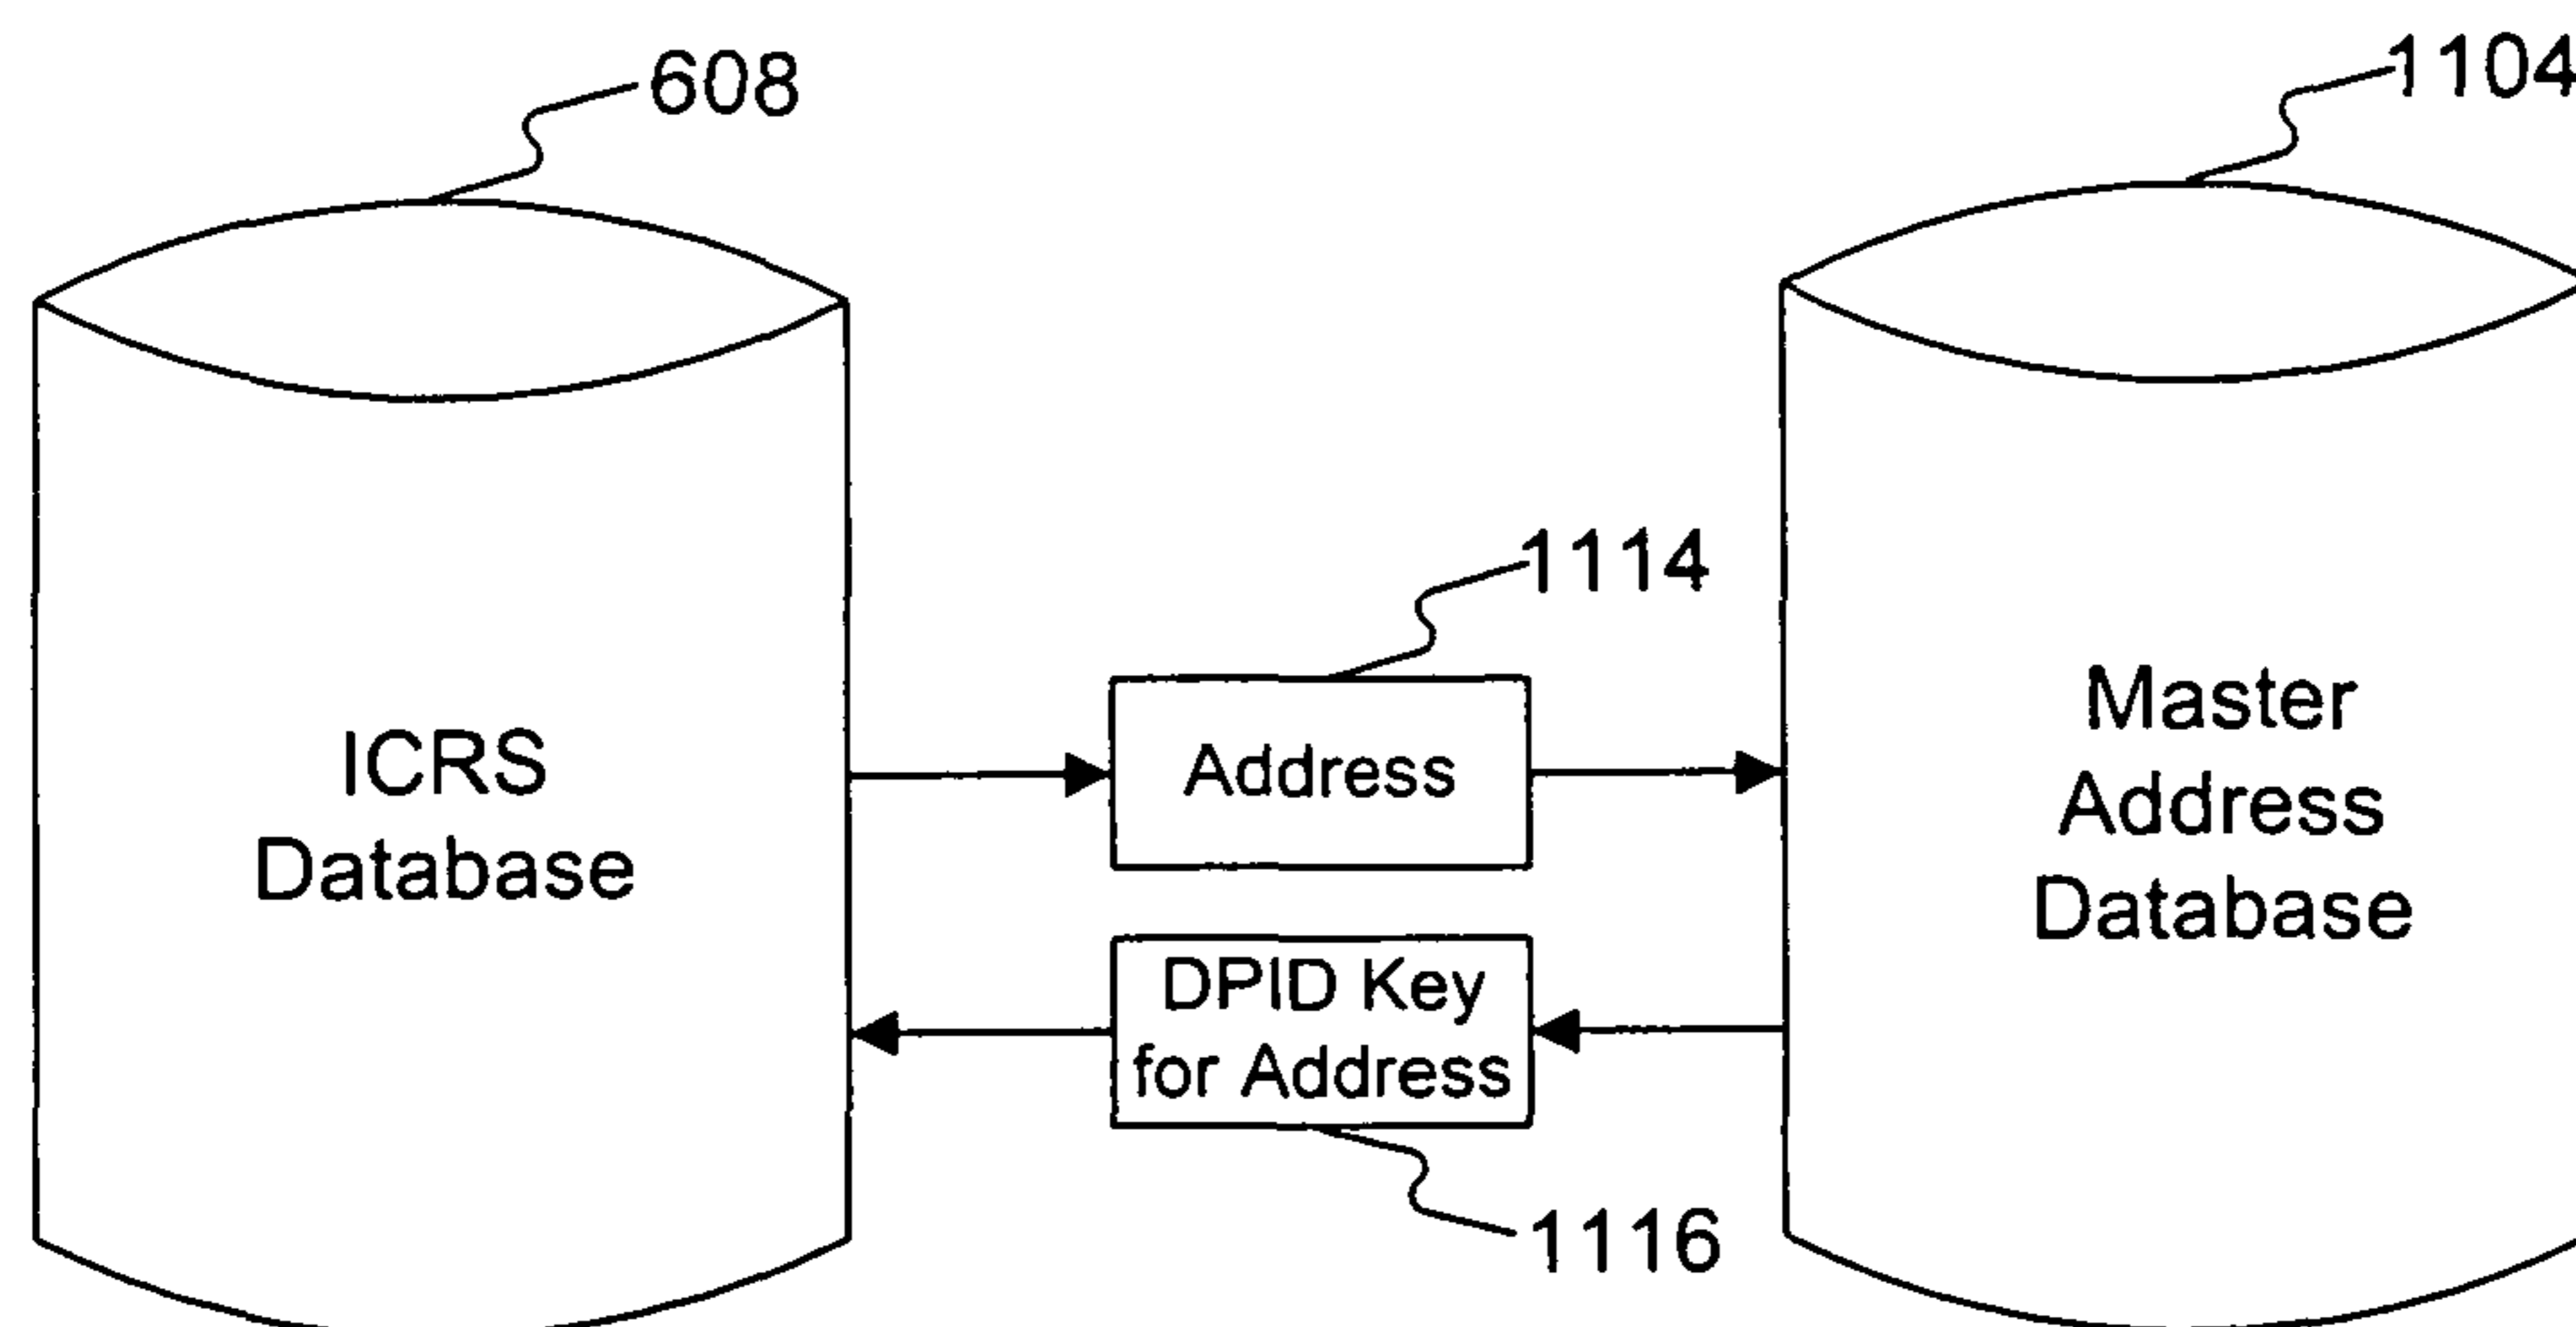 608
1104
1114
ICRS
Database
Address
Master
Address
Database
DPID Key
for Address
1116